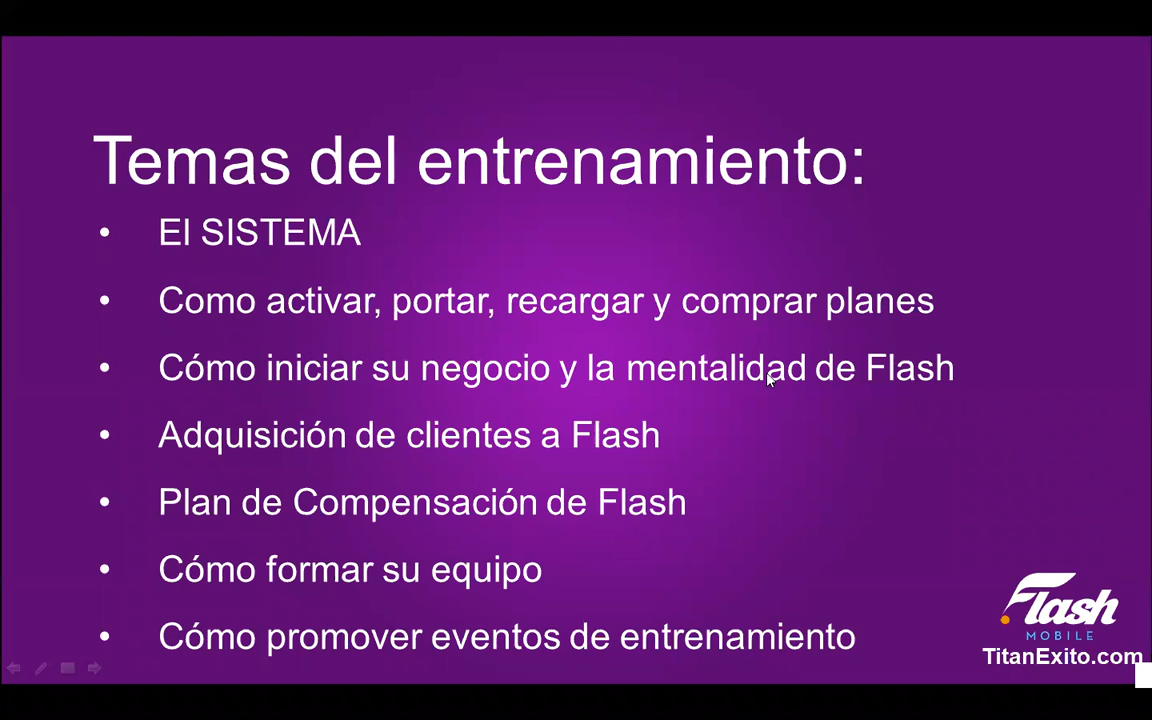 Temas del entrenamiento:
• El SISTEMA
• Como activar, portar, recargar y comprar planes
• Cómo iniciar su negocio y la mentalidad de Flash
• Adquisición de clientes a Flash
• Plan de Compensación de Flash
• Cómo formar su equipo
• Cómo promover eventos de entrenamiento
Flash
MOBILE
TitanExito.com